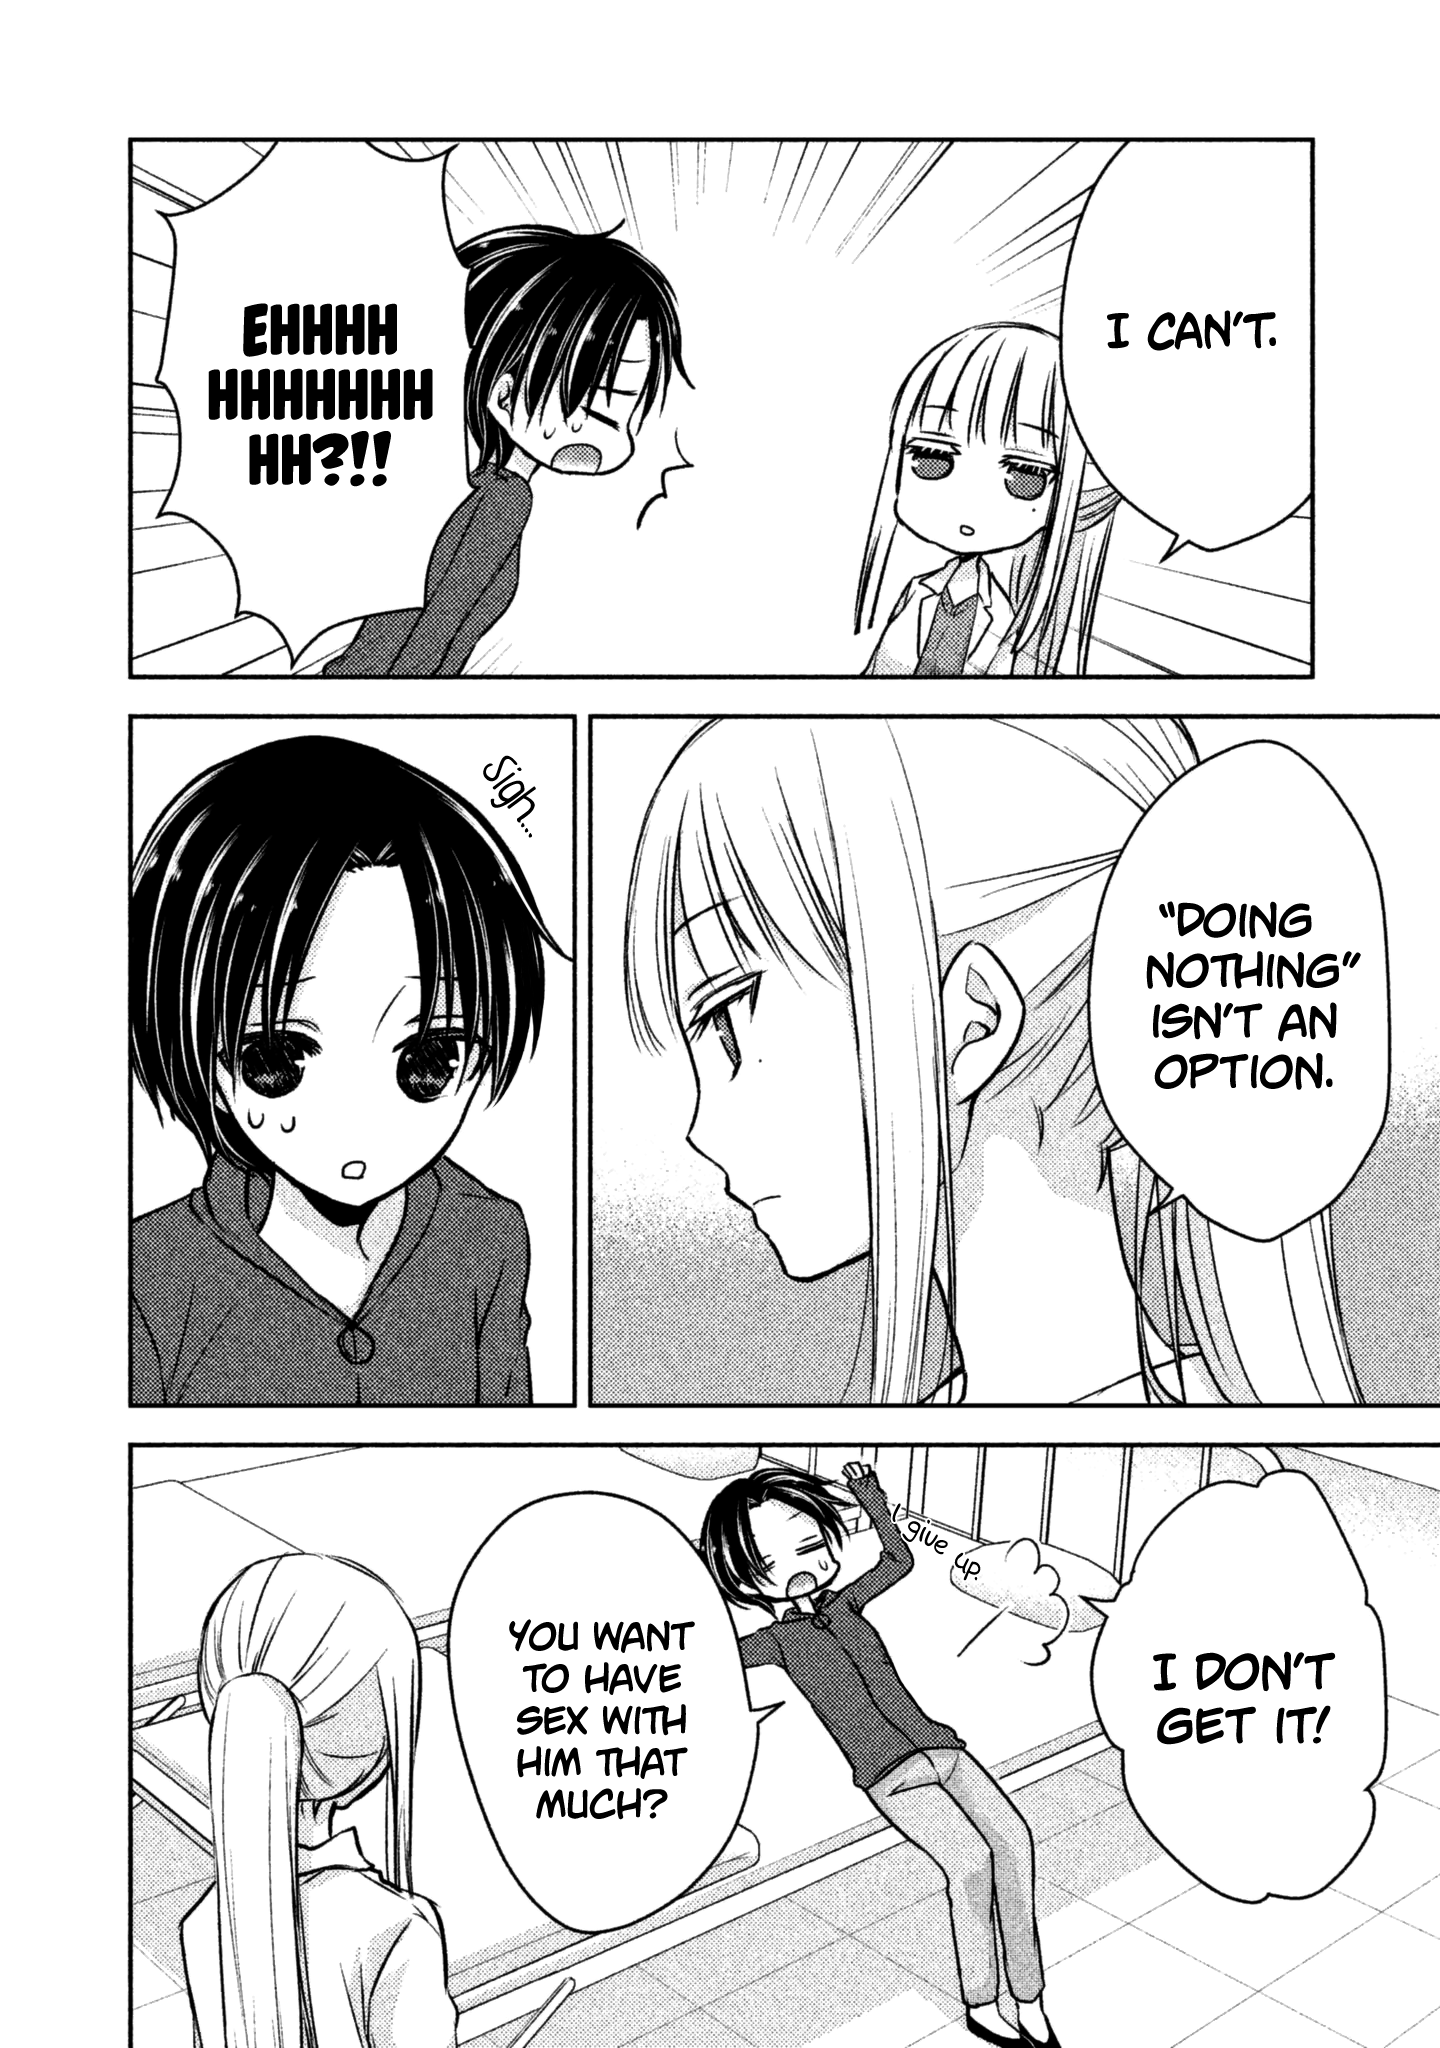 I CAN'T.
EHHHH
HHHHHHH
HH?!!
"DOING
NOTHING"
ISN'T AN
OPTION.
Sigh...
I DON'T
GET IT!
I give up.
YOU WANT
TO HAVE
SEX WITH
HIM THAT
MUCH?